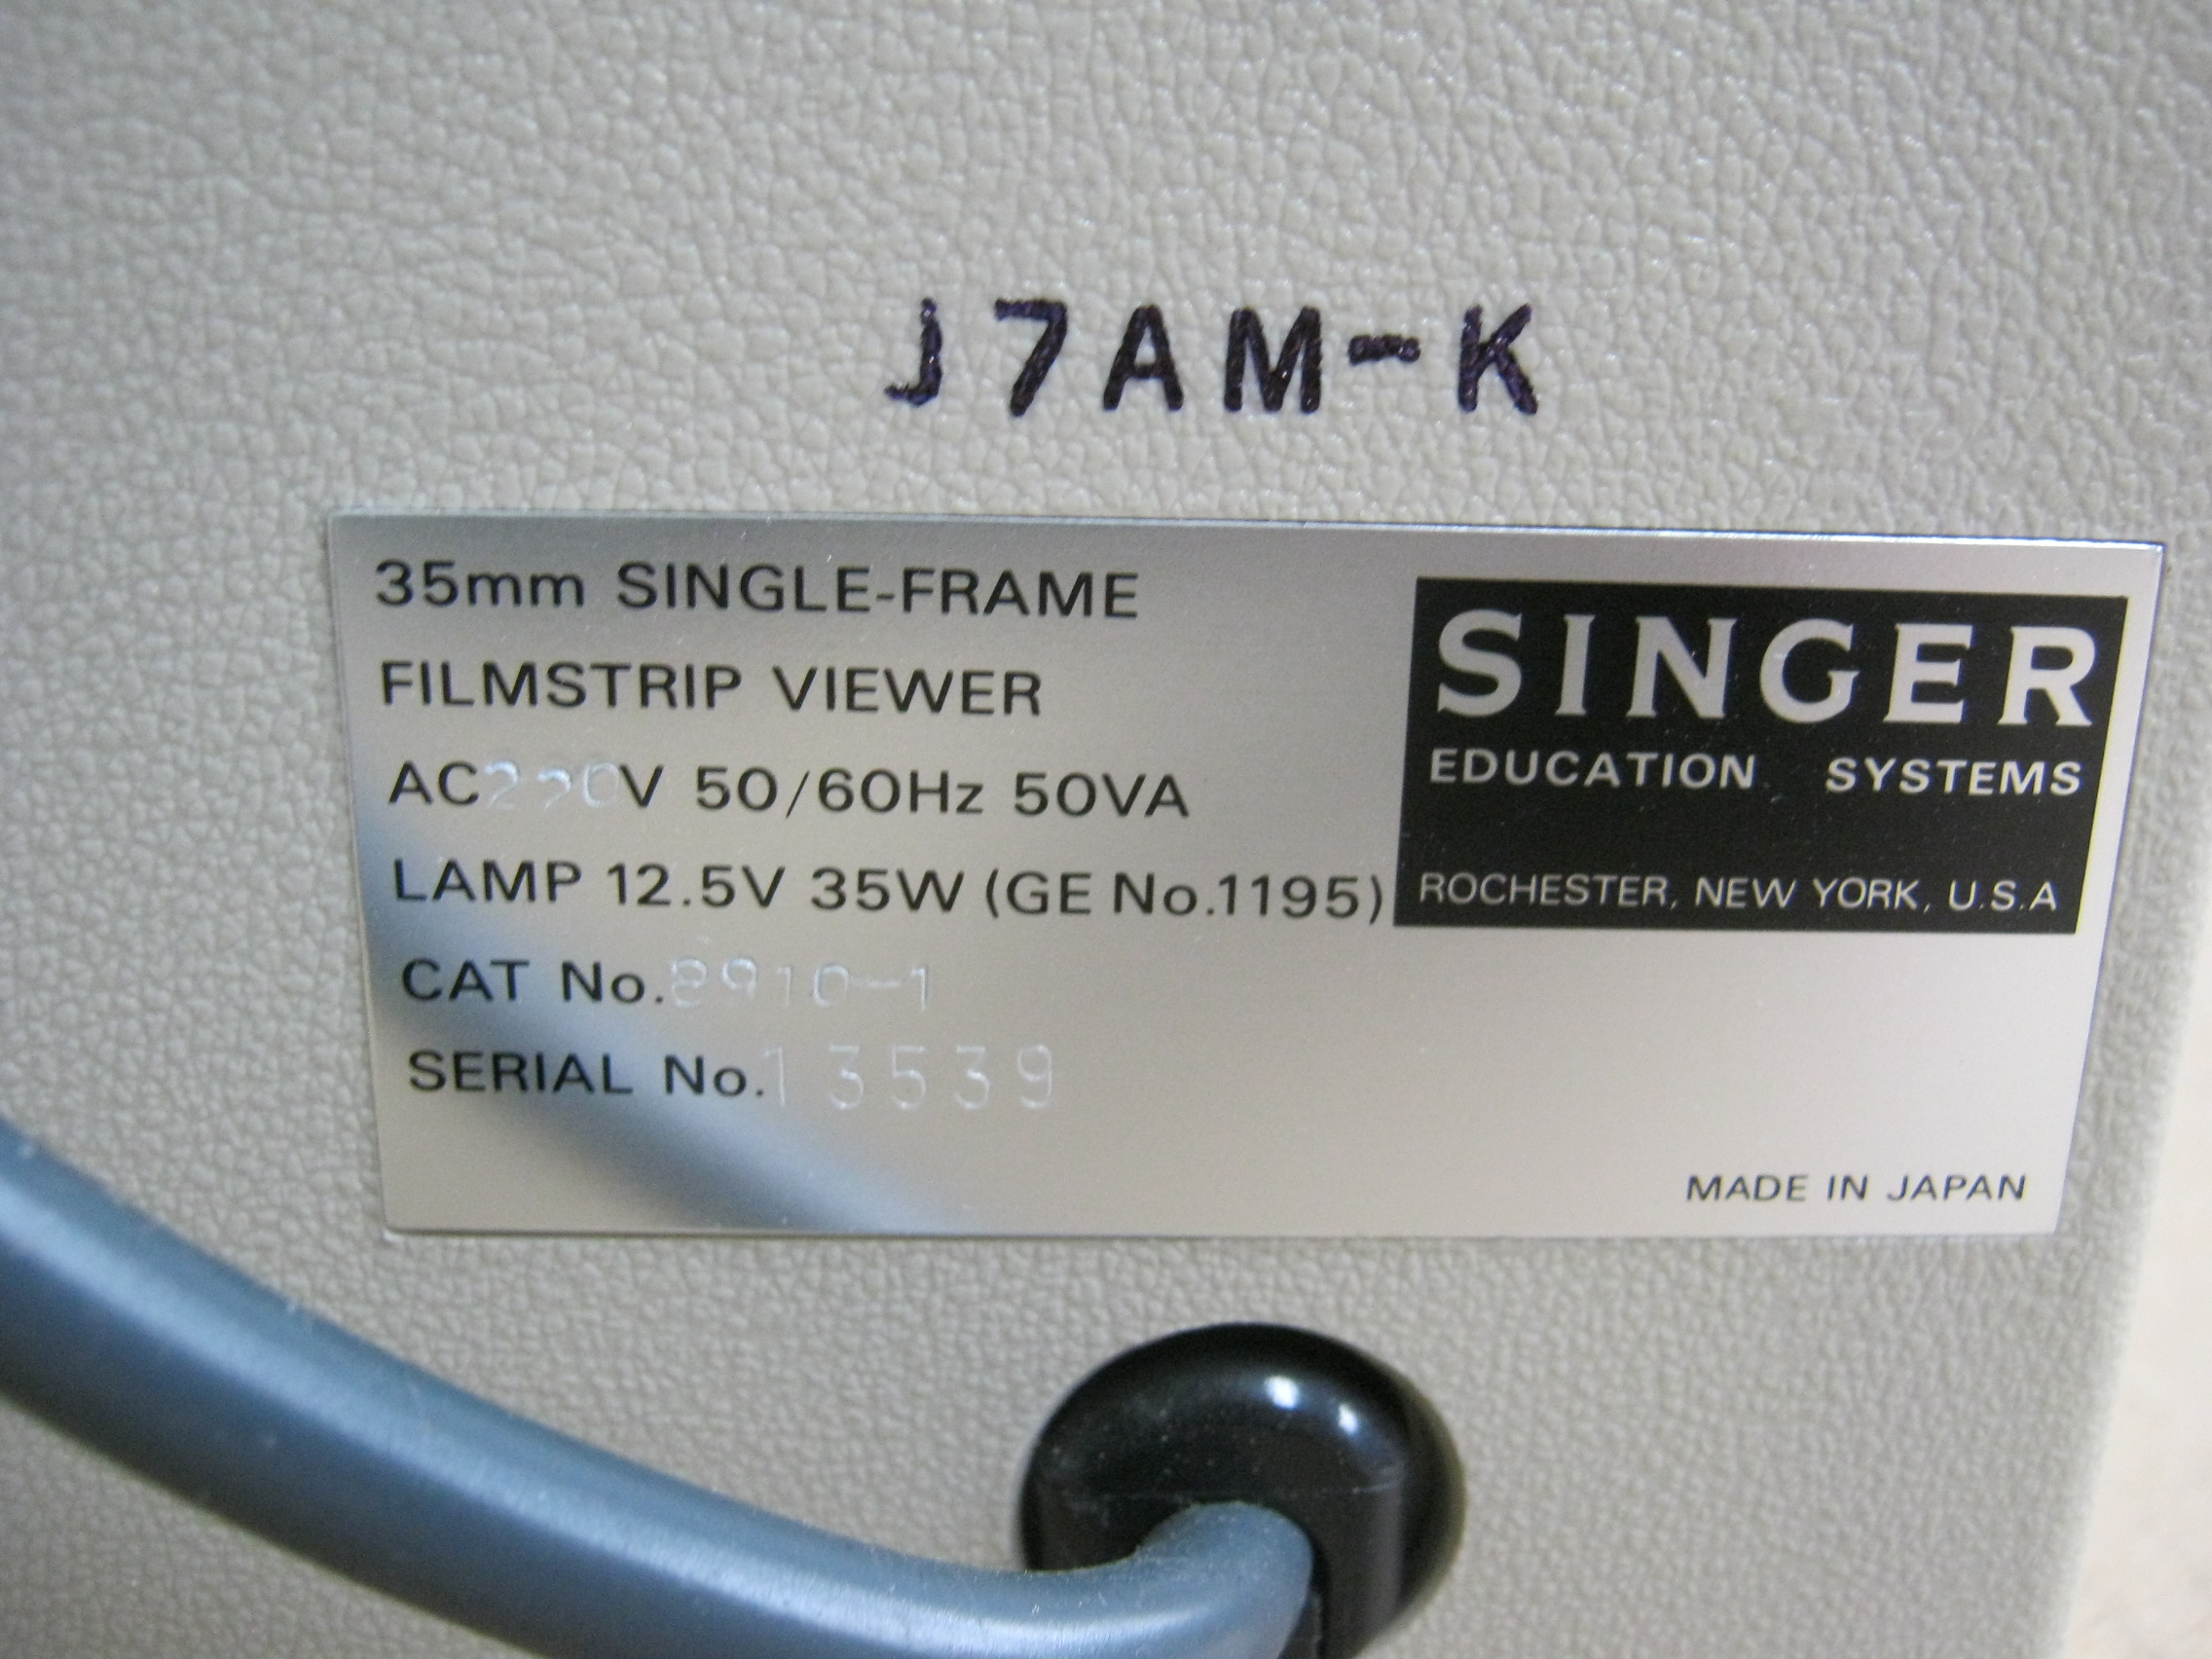 J7AM-K
35mm SINGLE-FRAME
FILMSTRIP VIEWER
AC220V 50/60Hz 50VA
LAMP 12.5V 35W (GE No.1195)
CAT No.8910-1
SERIAL No.13539
SINGER
EDUCATION SYSTEMS
ROCHESTER, NEW YORK, U.S.A
MADE IN JAPAN